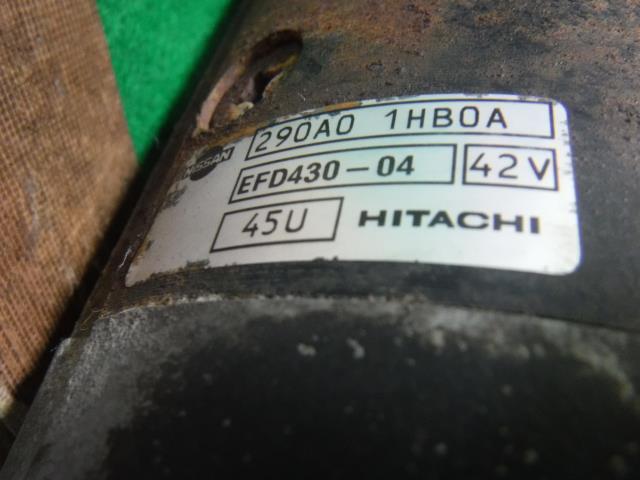 NISSAN 290A0 1HB0A
EFD430-04 42V
45U HITACHI